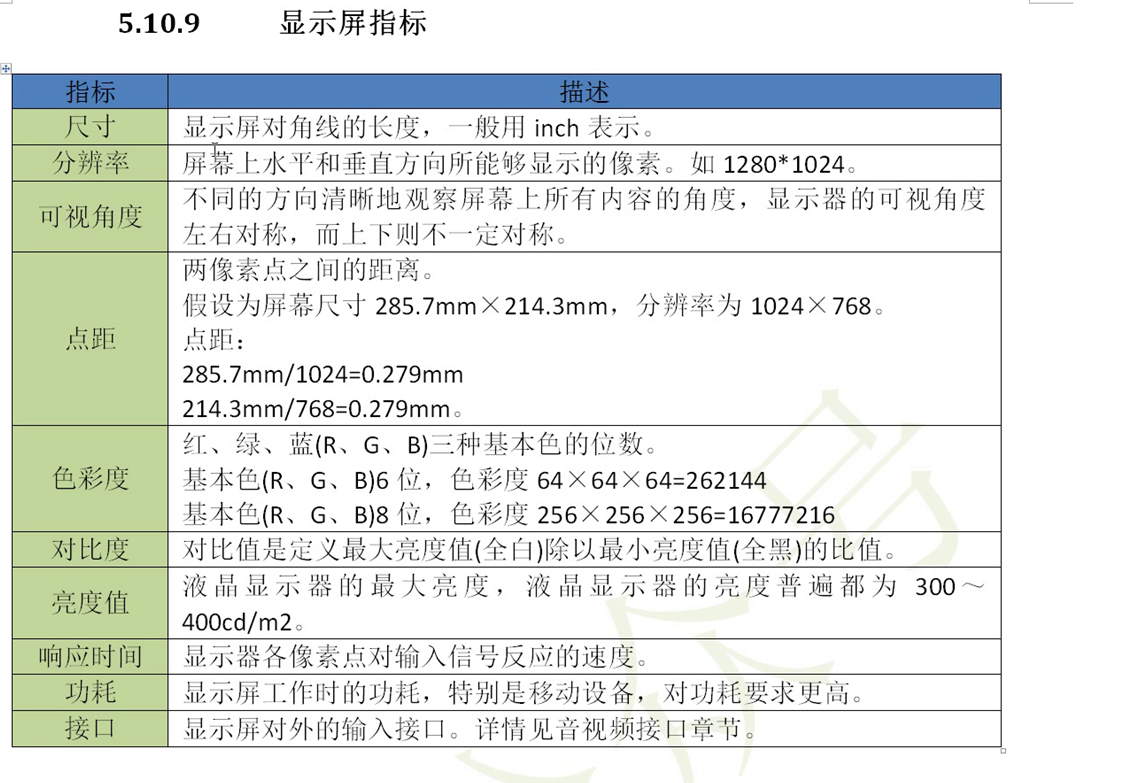 5.10.9 显示屏指标
指标 描述
尺寸 显示屏对角线的长度，一般用 inch 表示。
分辨率 屏幕上水平和垂直方向所能够显示的像素。如 1280*1024。
可视角度
不同的方向清晰地观察屏幕上所有内容的角度，显示器的可视角度
左右对称，而上下则不一定对称。
点距
两像素点之间的距离。
假设为屏幕尺寸 285.7mm×214.3mm，分辨率为 1024×768。
点距：
285.7mm/1024=0.279mm
214.3mm/768=0.279mm。
色彩度
红、绿、蓝(R、G、B)三种基本色的位数。
基本色(R、G、B)6 位，色彩度 64×64×64=262144
基本色(R、G、B)8 位，色彩度 256×256×256=16777216
对比度 对比值是定义最大亮度值(全白)除以最小亮度值(全黑)的比值。
亮度值
液晶显示器的最大亮度，液晶显示器的亮度普遍都为 300～
400cd/m2。
响应时间 显示器各像素点对输入信号反应的速度。
功耗 显示屏工作时的功耗，特别是移动设备，对功耗要求更高。
接口 显示屏对外的输入接口。详情见音视频接口章节。